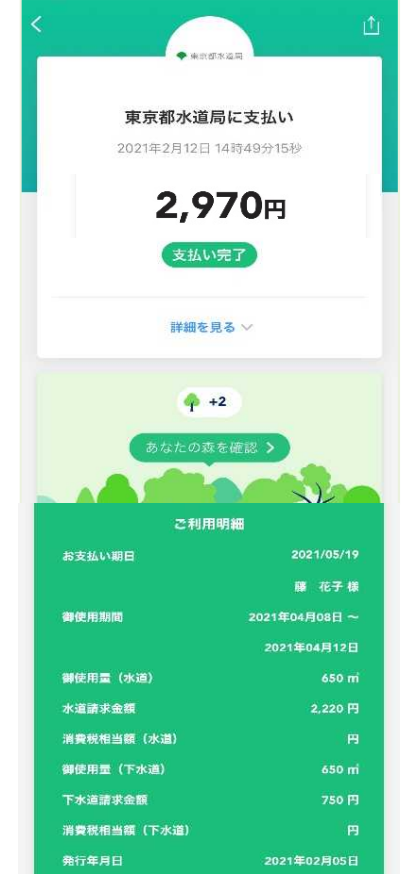 東京都水道局
東京都水道局に支払い
2021年2月12日 14時49分15秒
2,970円
支払い完了
詳細を見る
+2
あなたの森を確認
ご利用明細
お支払い期日 2021/05/19
藤 花子 様
御使用期間 2021年04月08日 ~
2021年04月12日
御使用量（水道） 650 ㎡
水道請求金額 2,220 円
消費税相当額（水道） 円
御使用量（下水道） 650 ㎡
下水道請求金額 750 円
消費税相当額（下水道） 円
発行年月日 2021年02月05日